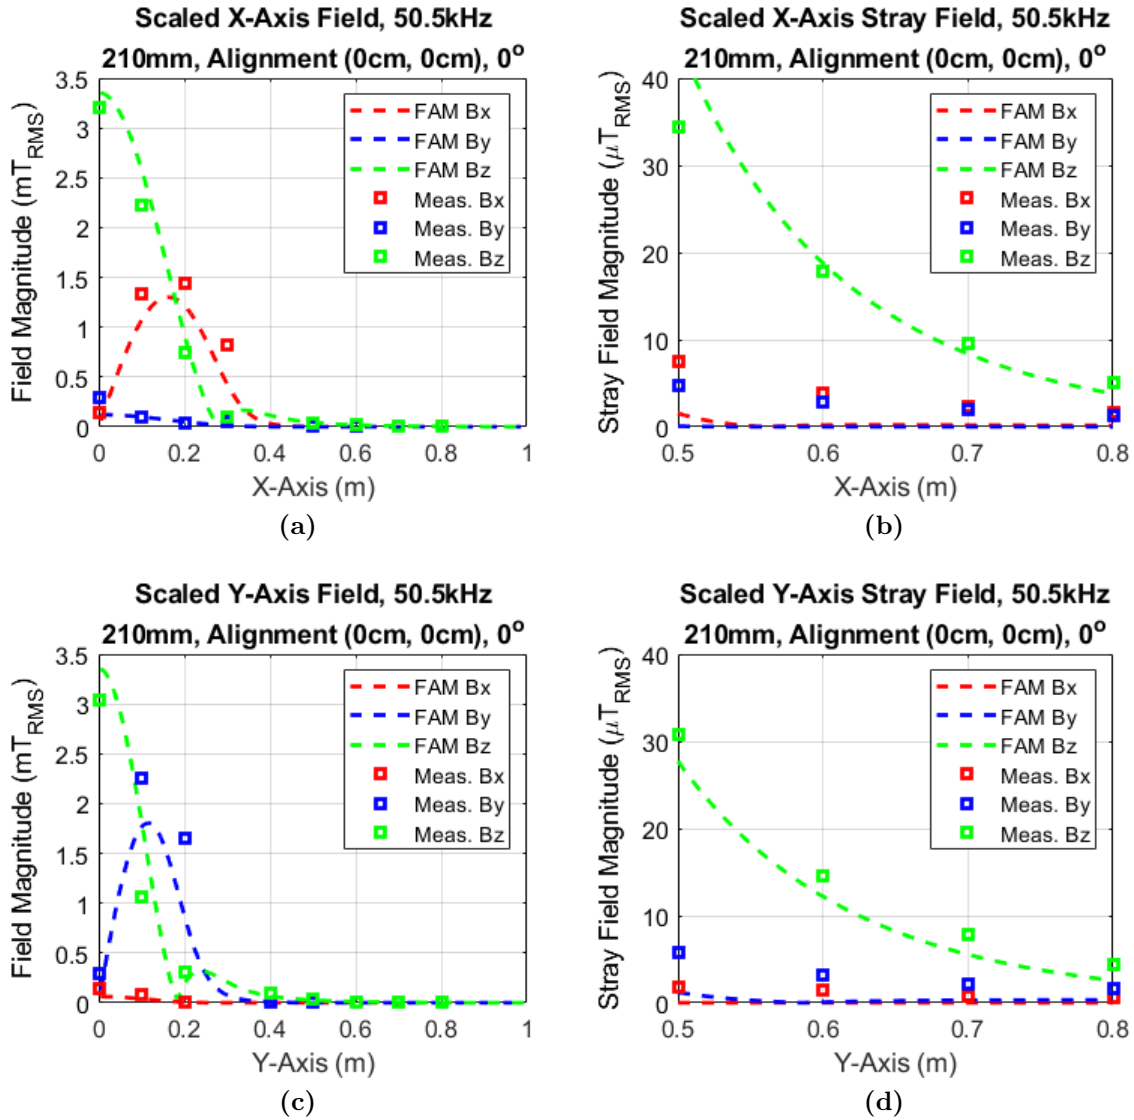 Scaled X-Axis Field, 50.5kHz
210mm, Alignment (0cm, 0cm), 0°
Field Magnitude (mT_RMS)
3.5
3
2.5
2
1.5
1
0.5
0
FAM Bx
FAM By
FAM Bz
Meas. Bx
Meas. By
Meas. Bz
0
0.2
0.4
0.6
0.8
1
X-Axis (m)
(a)
Scaled X-Axis Stray Field, 50.5kHz
210mm, Alignment (0cm, 0cm), 0°
Stray Field Magnitude (μT_RMS)
40
30
20
10
0
FAM Bx
FAM By
FAM Bz
Meas. Bx
Meas. By
Meas. Bz
0.5
0.6
0.7
0.8
X-Axis (m)
(b)
Scaled Y-Axis Field, 50.5kHz
210mm, Alignment (0cm, 0cm), 0°
Field Magnitude (mT_RMS)
3.5
3
2.5
2
1.5
1
0.5
0
FAM Bx
FAM By
FAM Bz
Meas. Bx
Meas. By
Meas. Bz
0
0.2
0.4
0.6
0.8
1
Y-Axis (m)
(c)
Scaled Y-Axis Stray Field, 50.5kHz
210mm, Alignment (0cm, 0cm), 0°
Stray Field Magnitude (μT_RMS)
40
30
20
10
0
FAM Bx
FAM By
FAM Bz
Meas. Bx
Meas. By
Meas. Bz
0.5
0.6
0.7
0.8
Y-Axis (m)
(d)